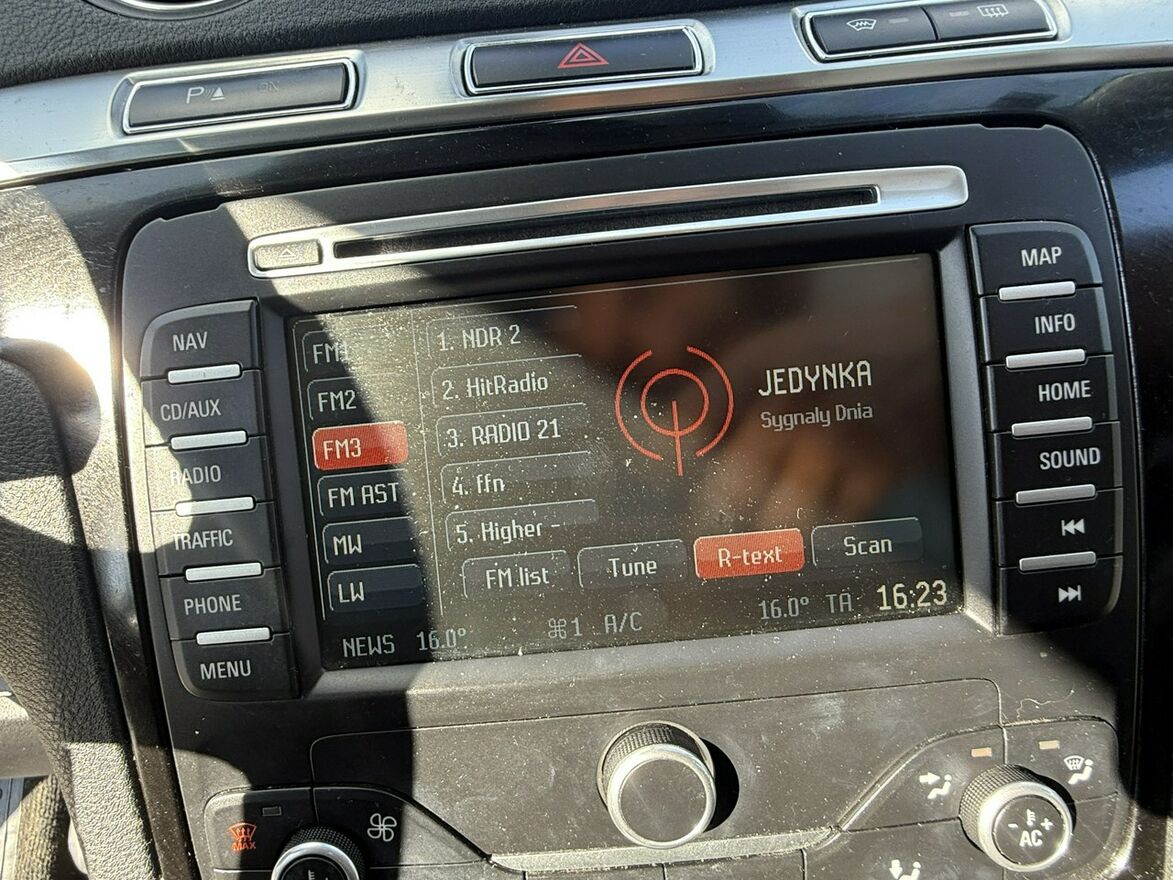 P
ON
NAV
CD/AUX
RADIO
TRAFFIC
PHONE
MENU
FM1
FM2
FM3
FM AST
MW
LW
1. NDR 2
2. HitRadio
3. RADIO 21
4. ffn
5. Higher -
JEDYNKA
Sygnaly Dnia
FM list
Tune
R-text
Scan
NEWS 16.0° 1 A/C 16.0° TA 16:23
MAP
INFO
HOME
SOUND
MAX
- +
AC